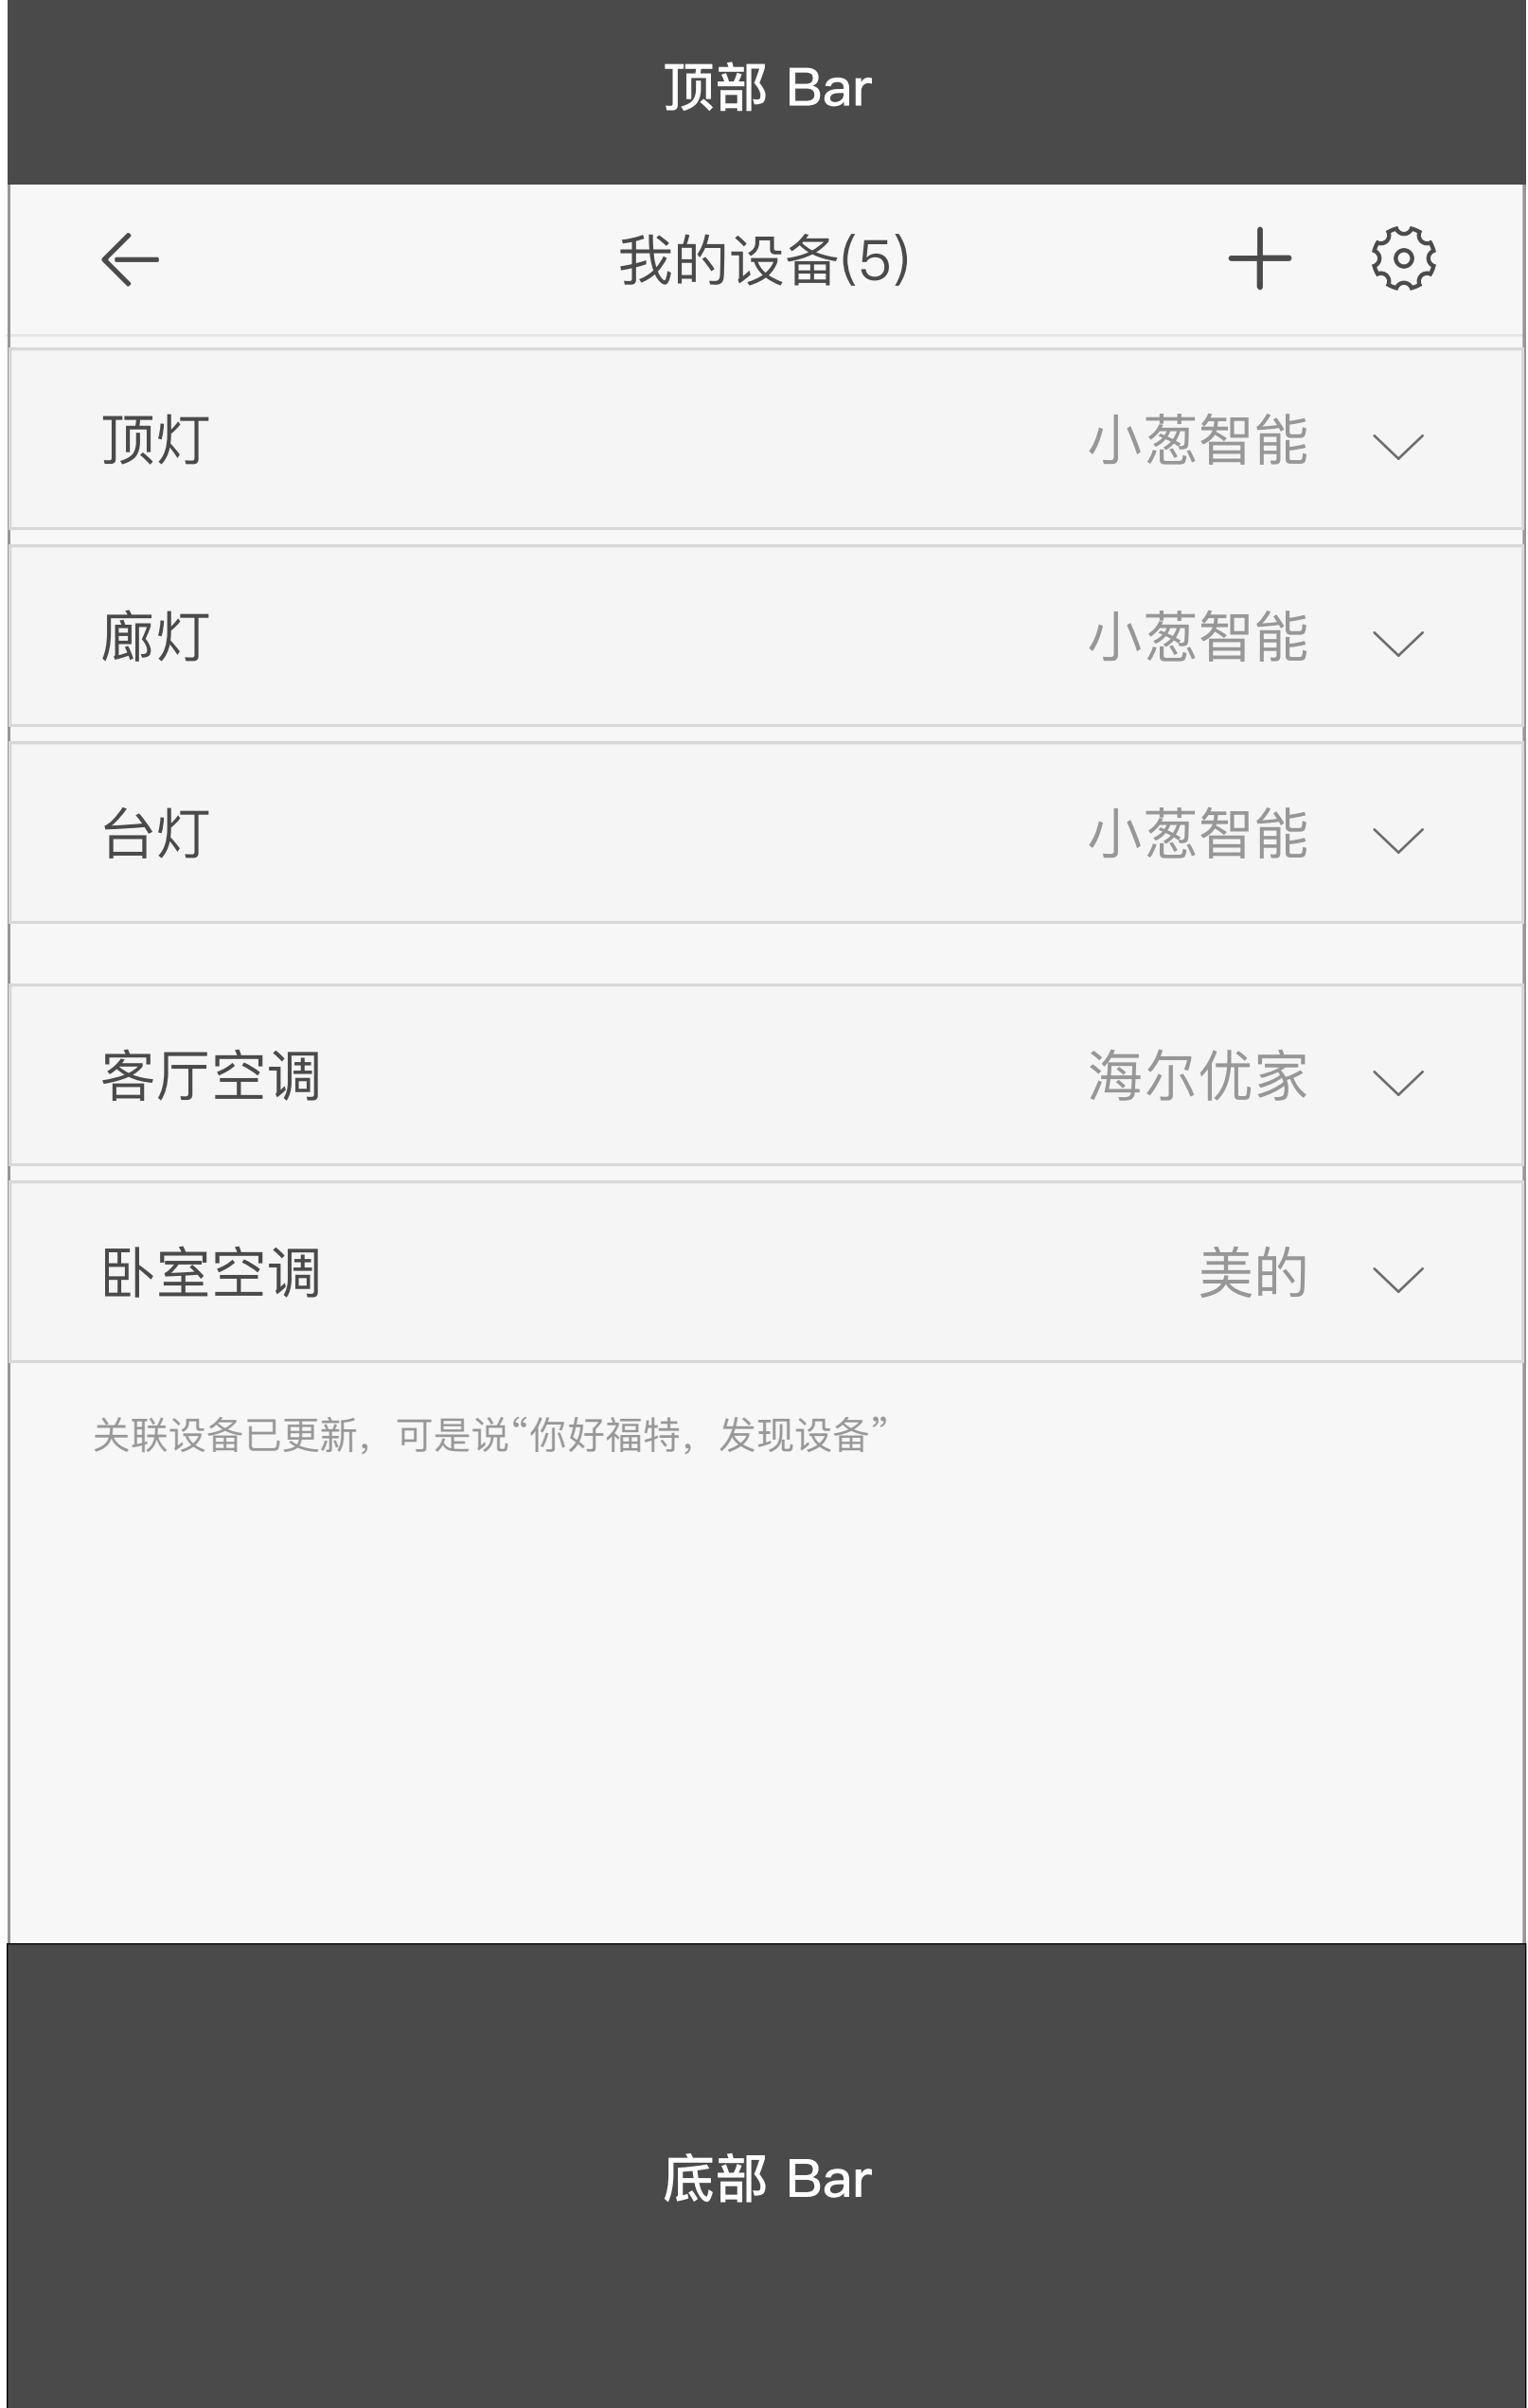 顶部 Bar
我的设备(5)
顶灯 小葱智能
廊灯 小葱智能
台灯 小葱智能
客厅空调 海尔优家
卧室空调 美的
关联设备已更新，可是说“你好福特，发现设备”
底部 Bar